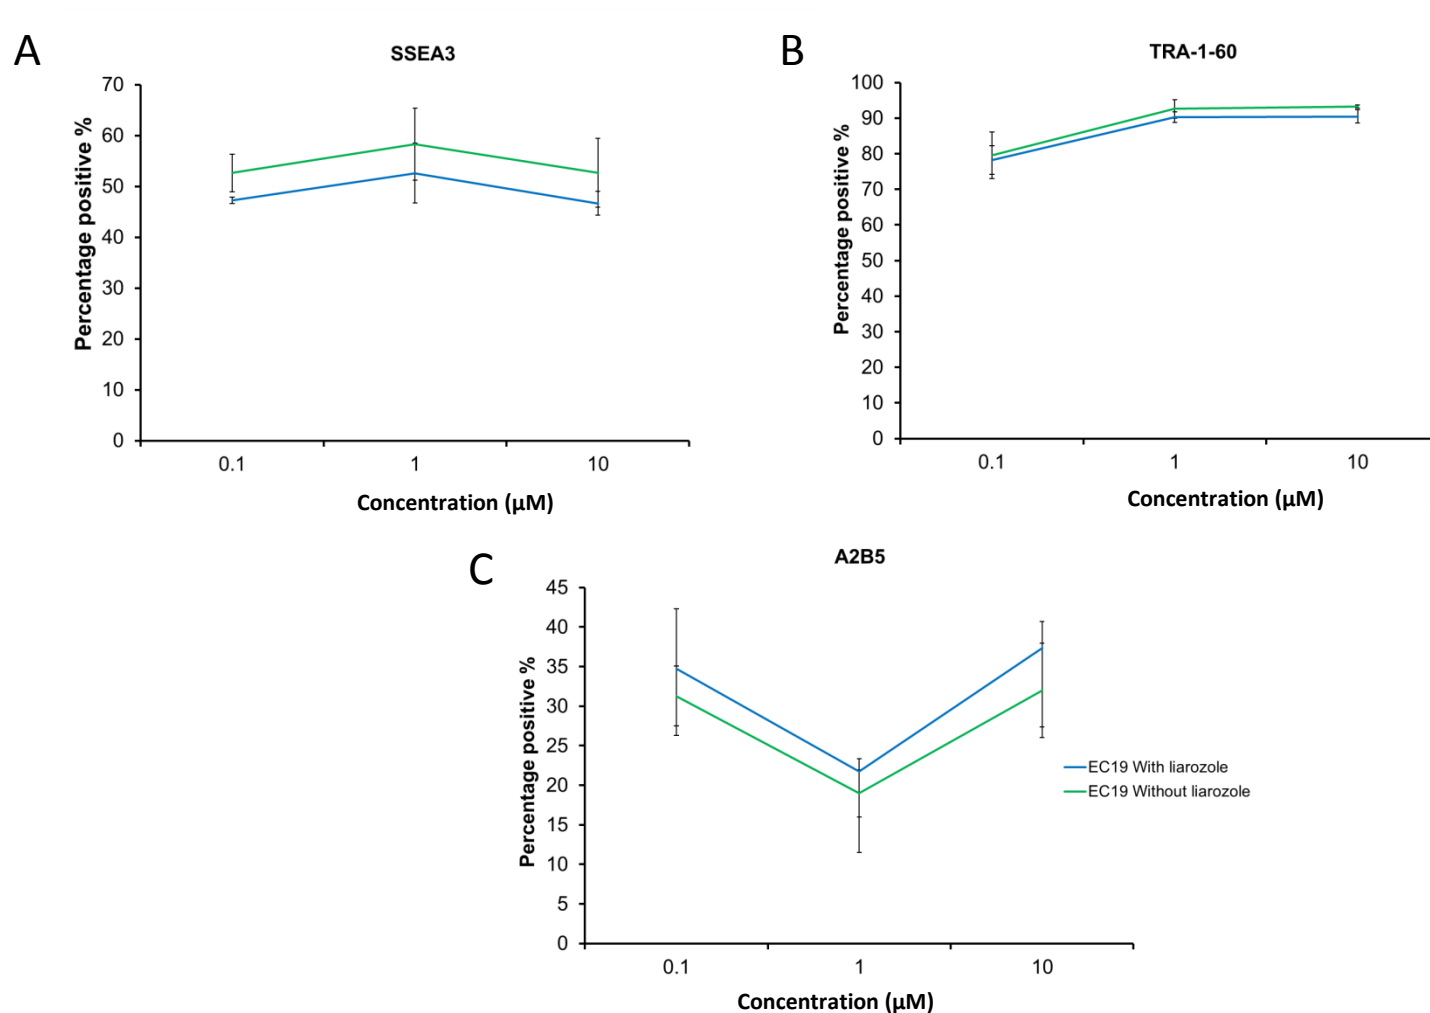 A
SSEA3
70
60
50
40
30
20
10
0
Percentage positive %
0.1 1 10
Concentration (µM)
B
TRA-1-60
100
90
80
70
60
50
40
30
20
10
0
Percentage positive %
0.1 1 10
Concentration (µM)
C
A2B5
45
40
35
30
25
20
15
10
5
0
Percentage positive %
0.1 1 10
Concentration (µM)
EC19 With liarozole
EC19 Without liarozole